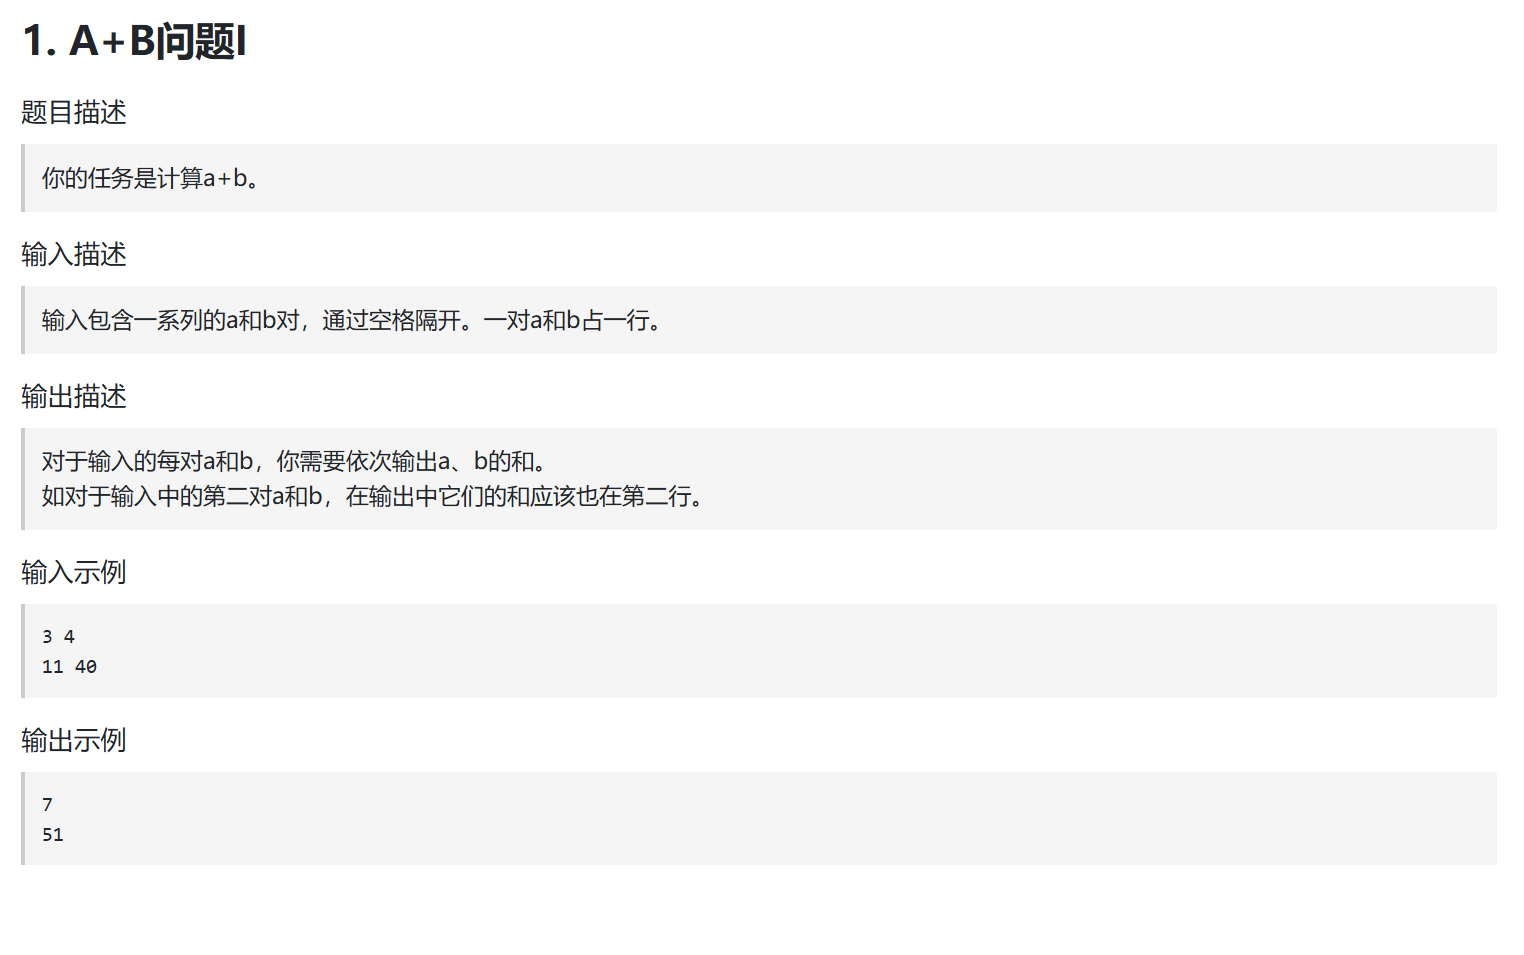 1. A+B问题I
题目描述
你的任务是计算a+b。
输入描述
输入包含一系列的a和b对，通过空格隔开。一对a和b占一行。
输出描述
对于输入的每对a和b，你需要依次输出a、b的和。
如对于输入中的第二对a和b，在输出中它们的和应该也在第二行。
输入示例
3 4
11 40
输出示例
7
51